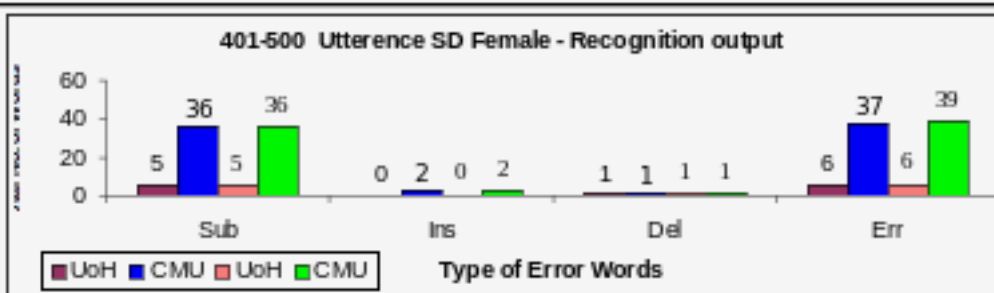 401-500 Utterence SD Female - Recognition output
60
40
20
0
5 36 5 36
0 2 0 2
1 1 1 1
6 37 6 39
Sub Ins Del Err
UoH CMU UoH CMU
Type of Error Words